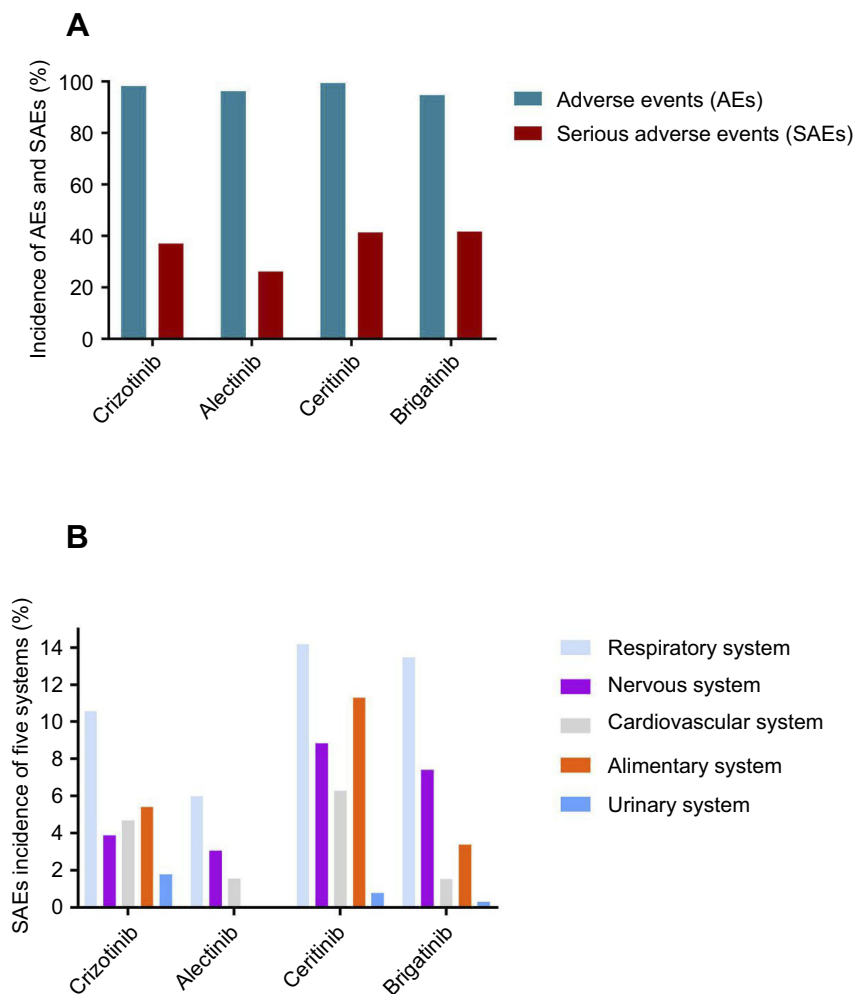 A
Incidence of AEs and SAEs (%)
100
80
60
40
20
0
Crizotinib
Alectinib
Ceritinib
Brigatinib
Adverse events (AEs)
Serious adverse events (SAEs)
B
SAEs incidence of five systems (%)
14
12
10
8
6
4
2
0
Crizotinib
Alectinib
Ceritinib
Brigatinib
Respiratory system
Nervous system
Cardiovascular system
Alimentary system
Urinary system